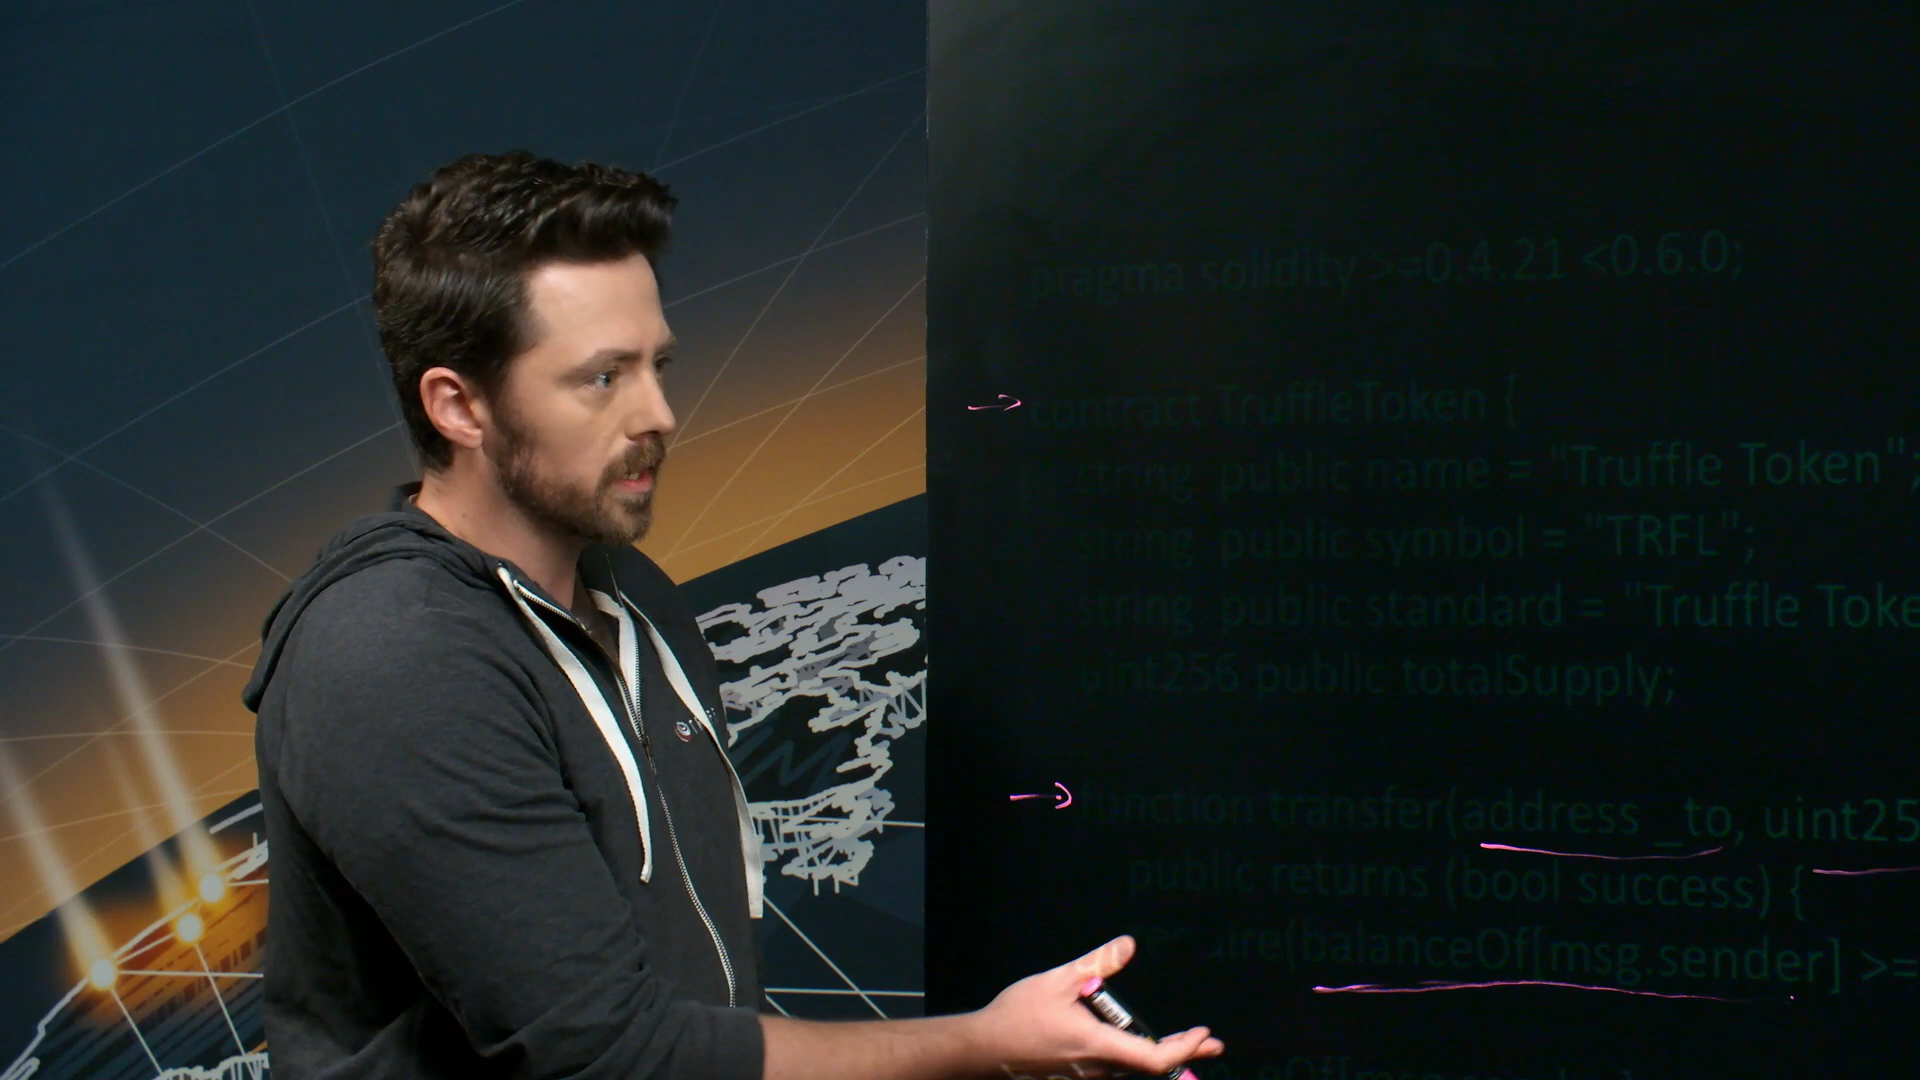 pragma solidity >=0.4.21 <0.6.0;
contract TruffleToken {
string public name = "Truffle Token";
string public symbol = "TRFL";
string public standard = "Truffle Toke
uint256 public totalSupply;
function transfer(address _to, uint25
public returns (bool success) {
require(balanceOf[msg.sender] >=